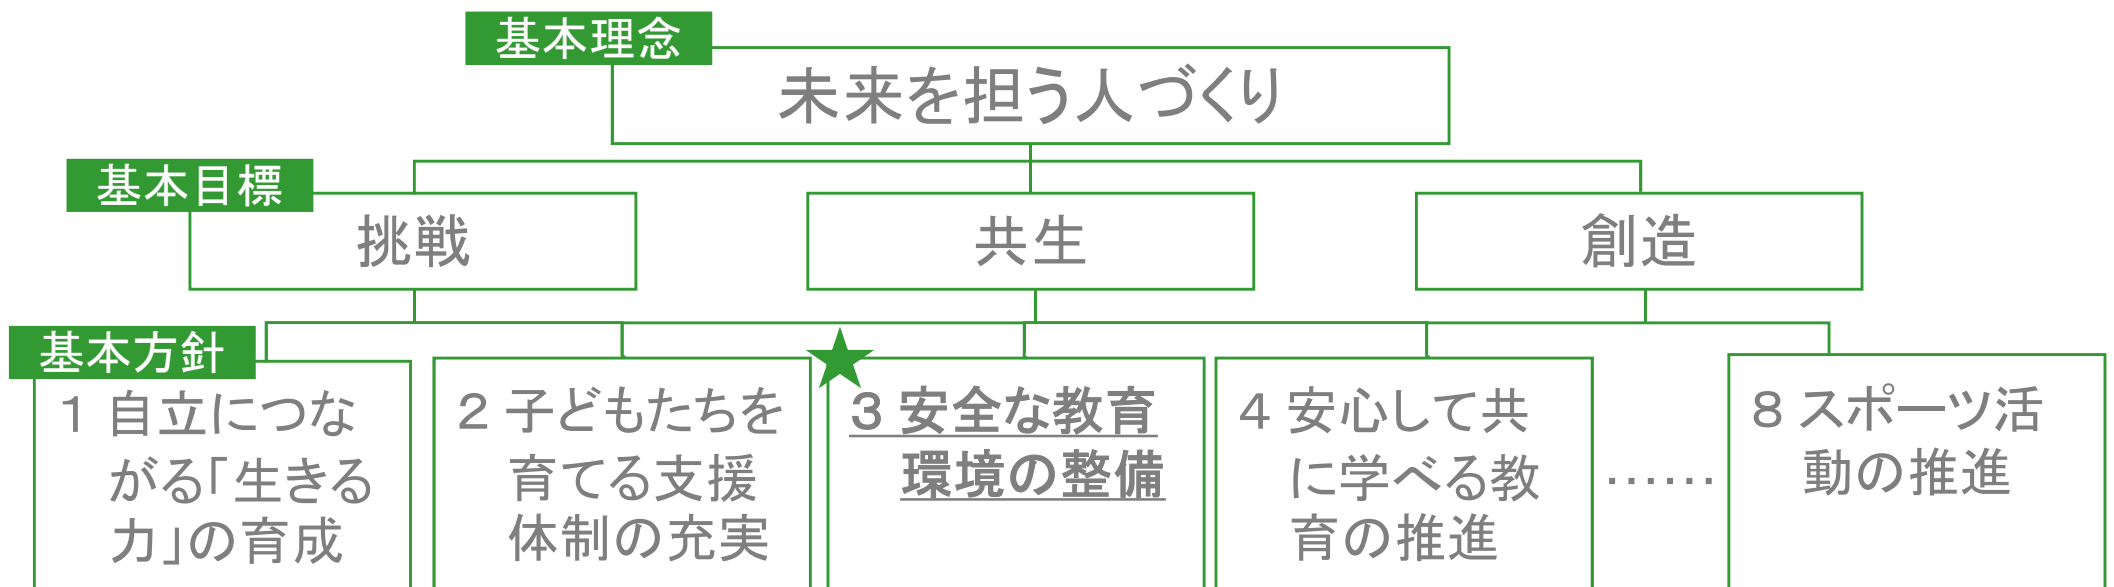 基本理念
未来を担う人づくり
基本目標
挑戦
共生
創造
基本方針
1 自立につな
がる「生きる
力」の育成
2 子どもたちを
育てる支援
体制の充実
3 安全な教育
環境の整備
4 安心して共
に学べる教
育の推進
……
8 スポーツ活
動の推進